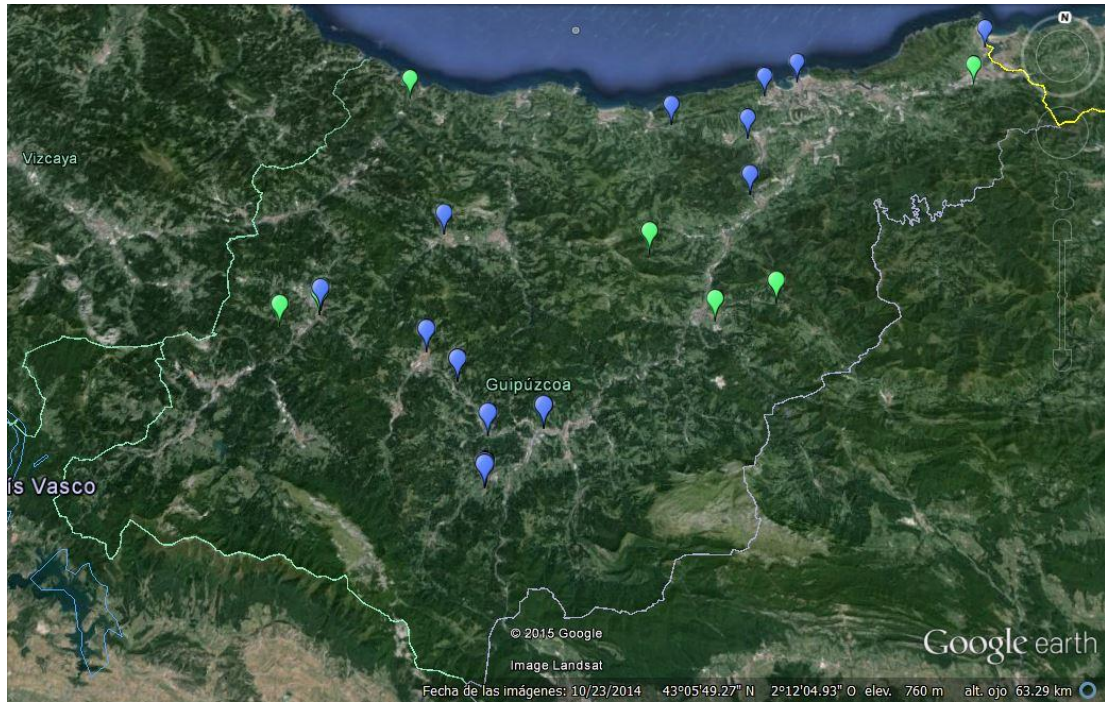 N
Vizcaya
Guipúzcoa
ís Vasco
© 2015 Google
Image Landsat
Google earth
Fecha de las imágenes: 10/23/2014 43°05'49.27" N 2°12'04.93" O elev. 760 m alt. ojo 63.29 km